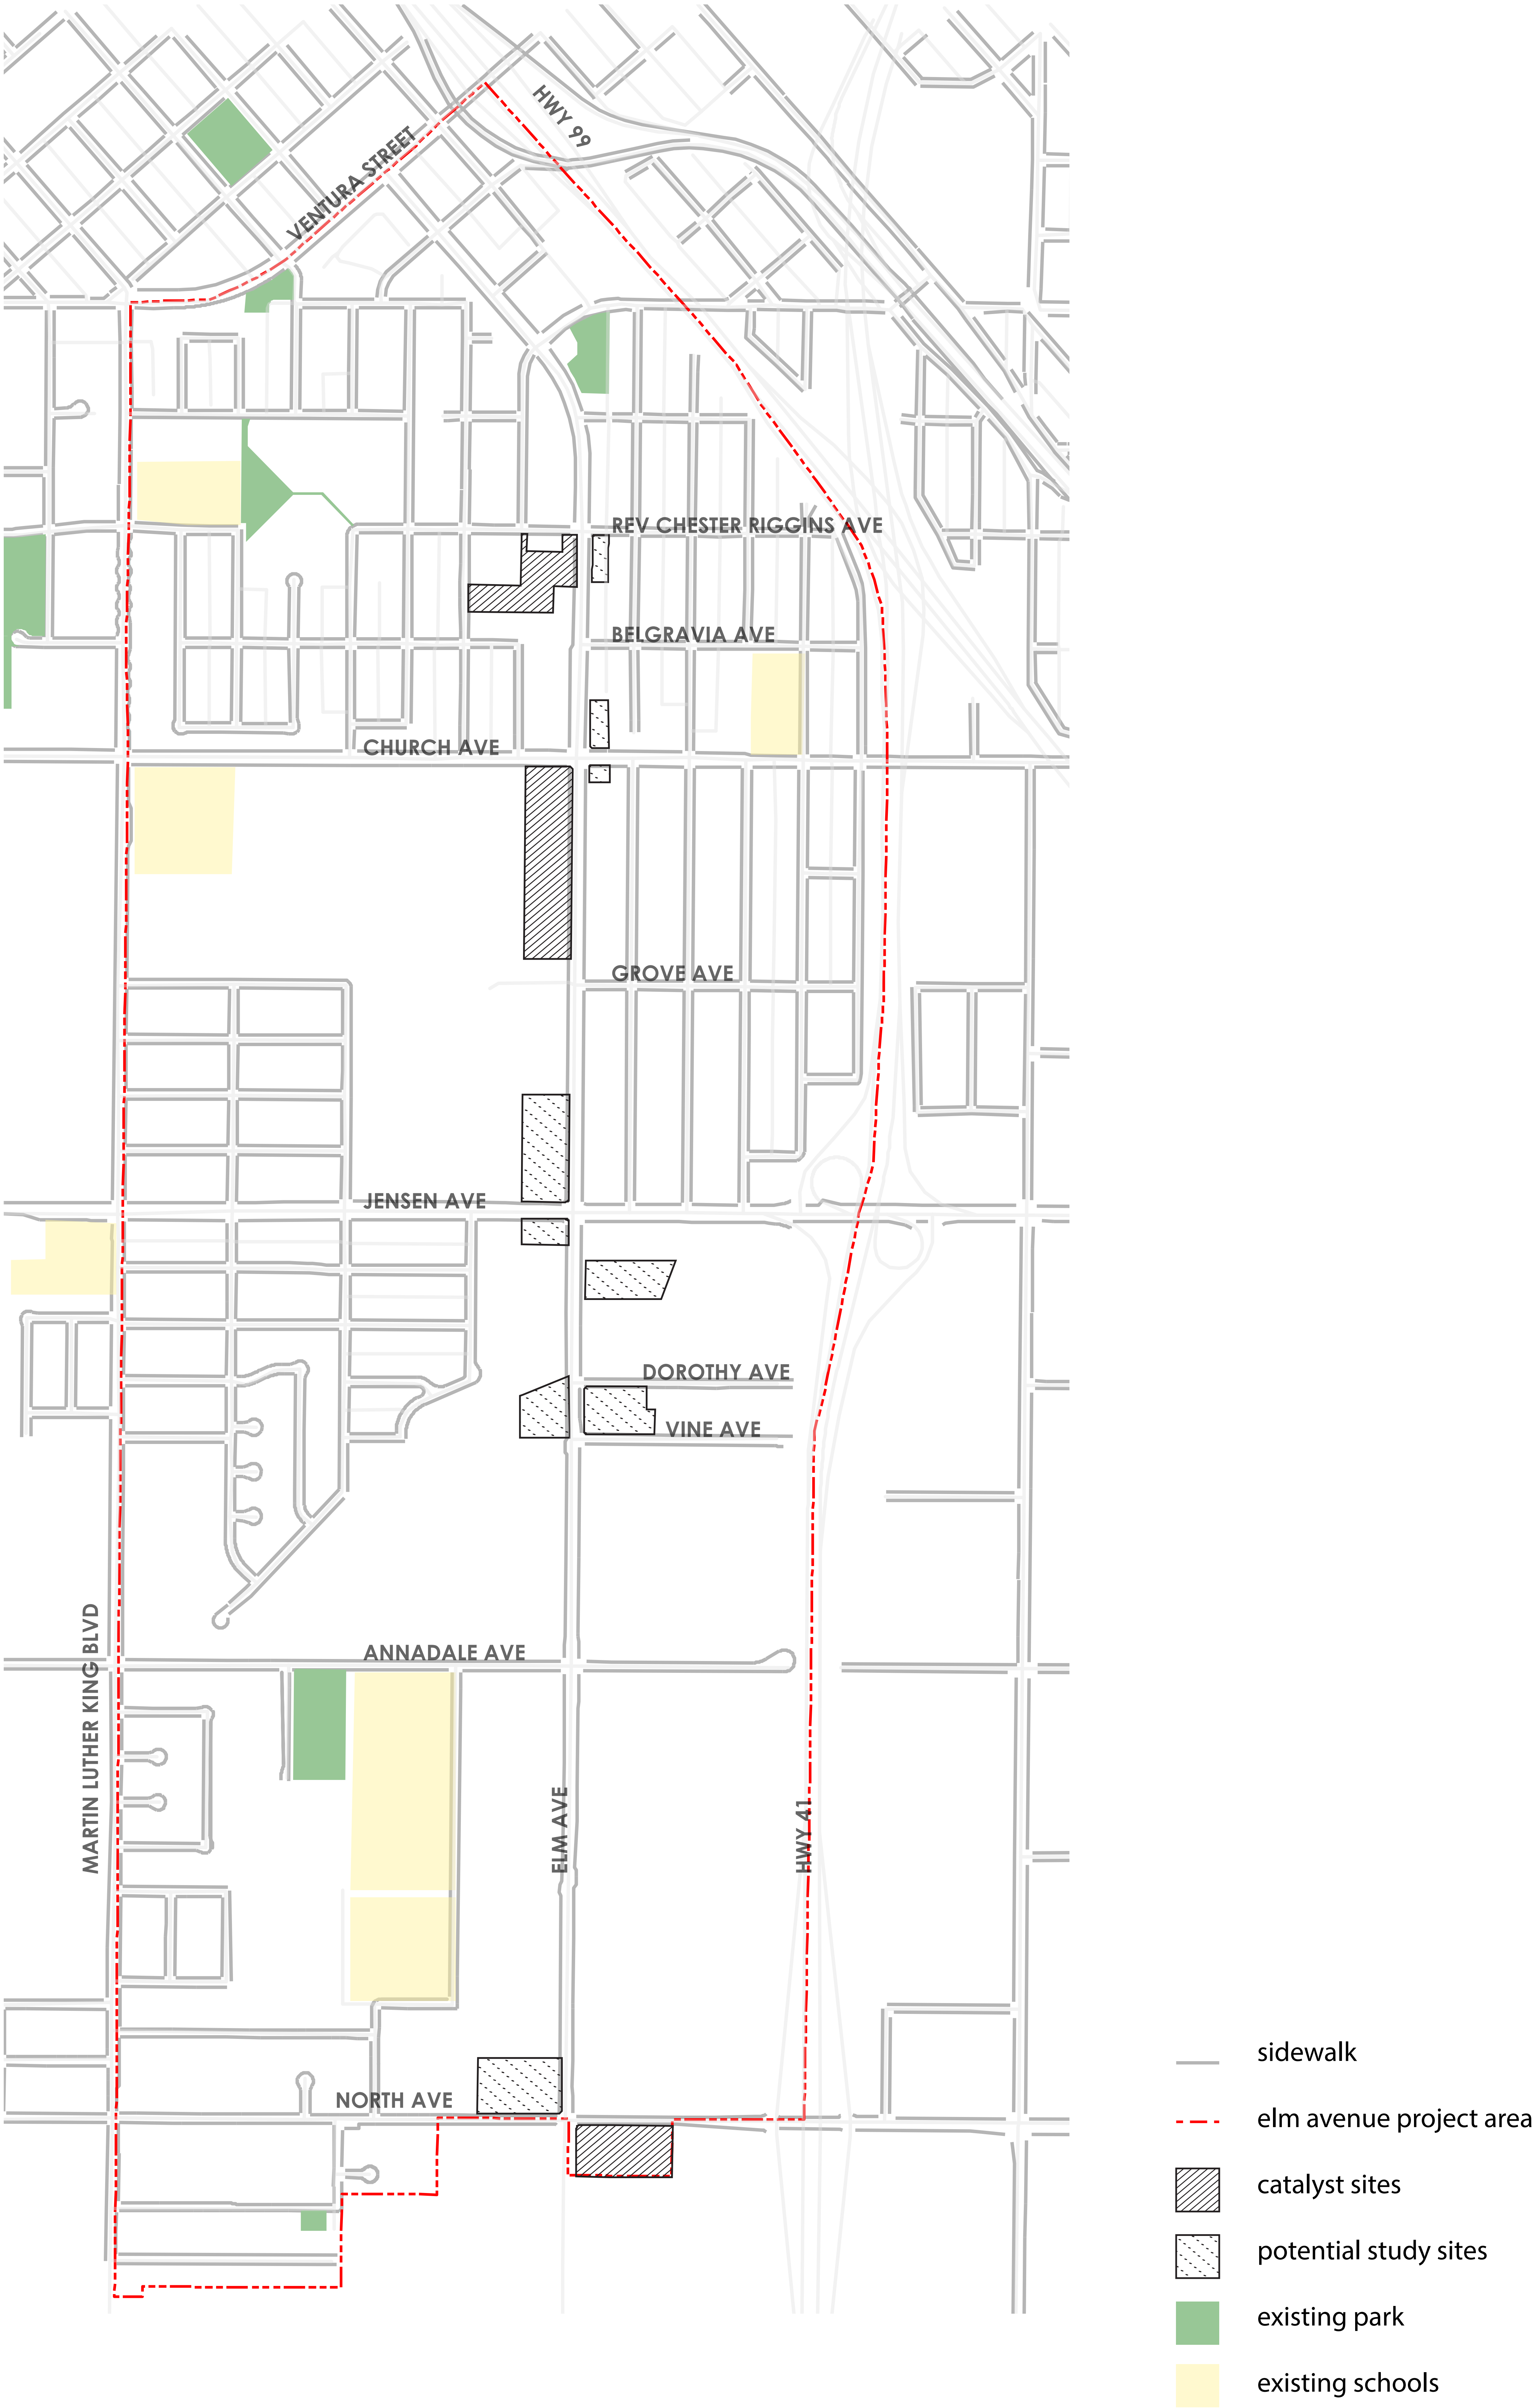 HWY 99
VENTURA STREET
REV CHESTER RIGGINS AVE
BELGRAVIA AVE
CHURCH AVE
GROVE AVE
JENSEN AVE
DOROTHY AVE
VINE AVE
MARTIN LUTHER KING BLVD
ANNADALE AVE
ELM AVE
HWY 41
NORTH AVE
sidewalk
elm avenue project area
catalyst sites
potential study sites
existing park
existing schools